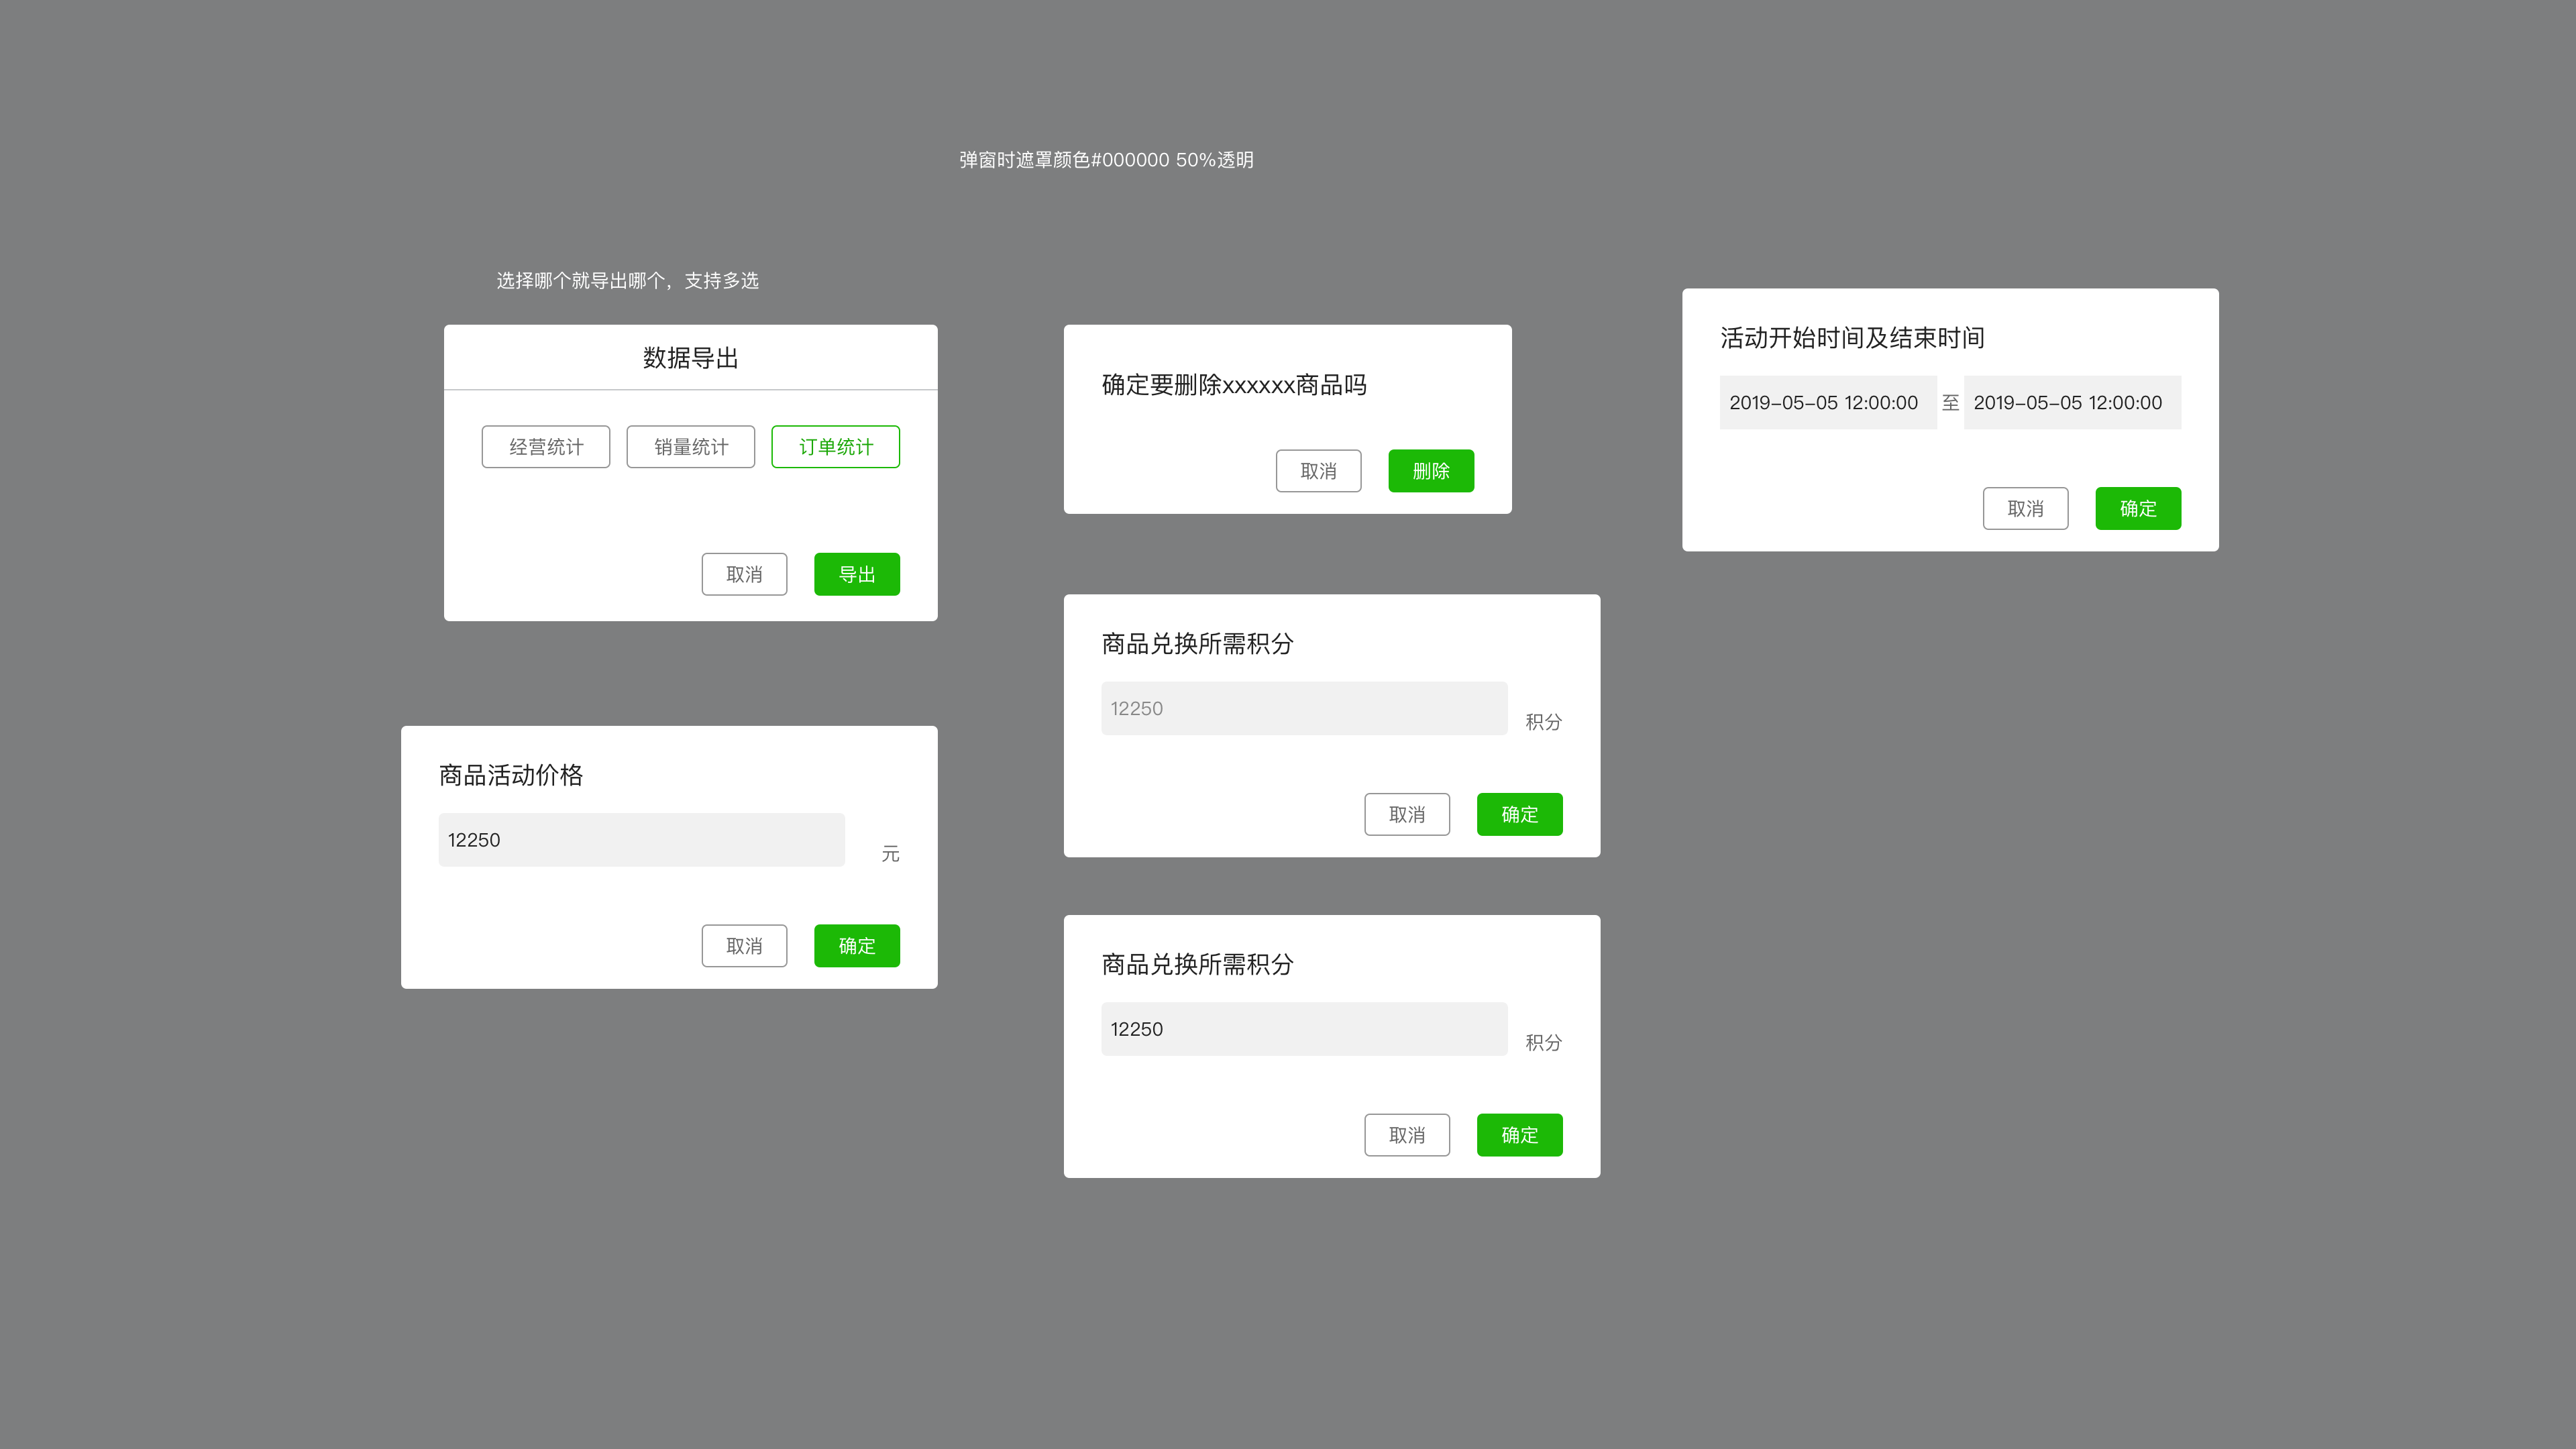 弹窗时遮罩颜色#000000 50%透明
选择哪个就导出哪个，支持多选
数据导出
经营统计 销量统计 订单统计
取消 导出
商品活动价格
12250 元
取消 确定
确定要删除xxxxxx商品吗
取消 删除
商品兑换所需积分
12250 积分
取消 确定
商品兑换所需积分
12250 积分
取消 确定
活动开始时间及结束时间
2019-05-05 12:00:00 至 2019-05-05 12:00:00
取消 确定